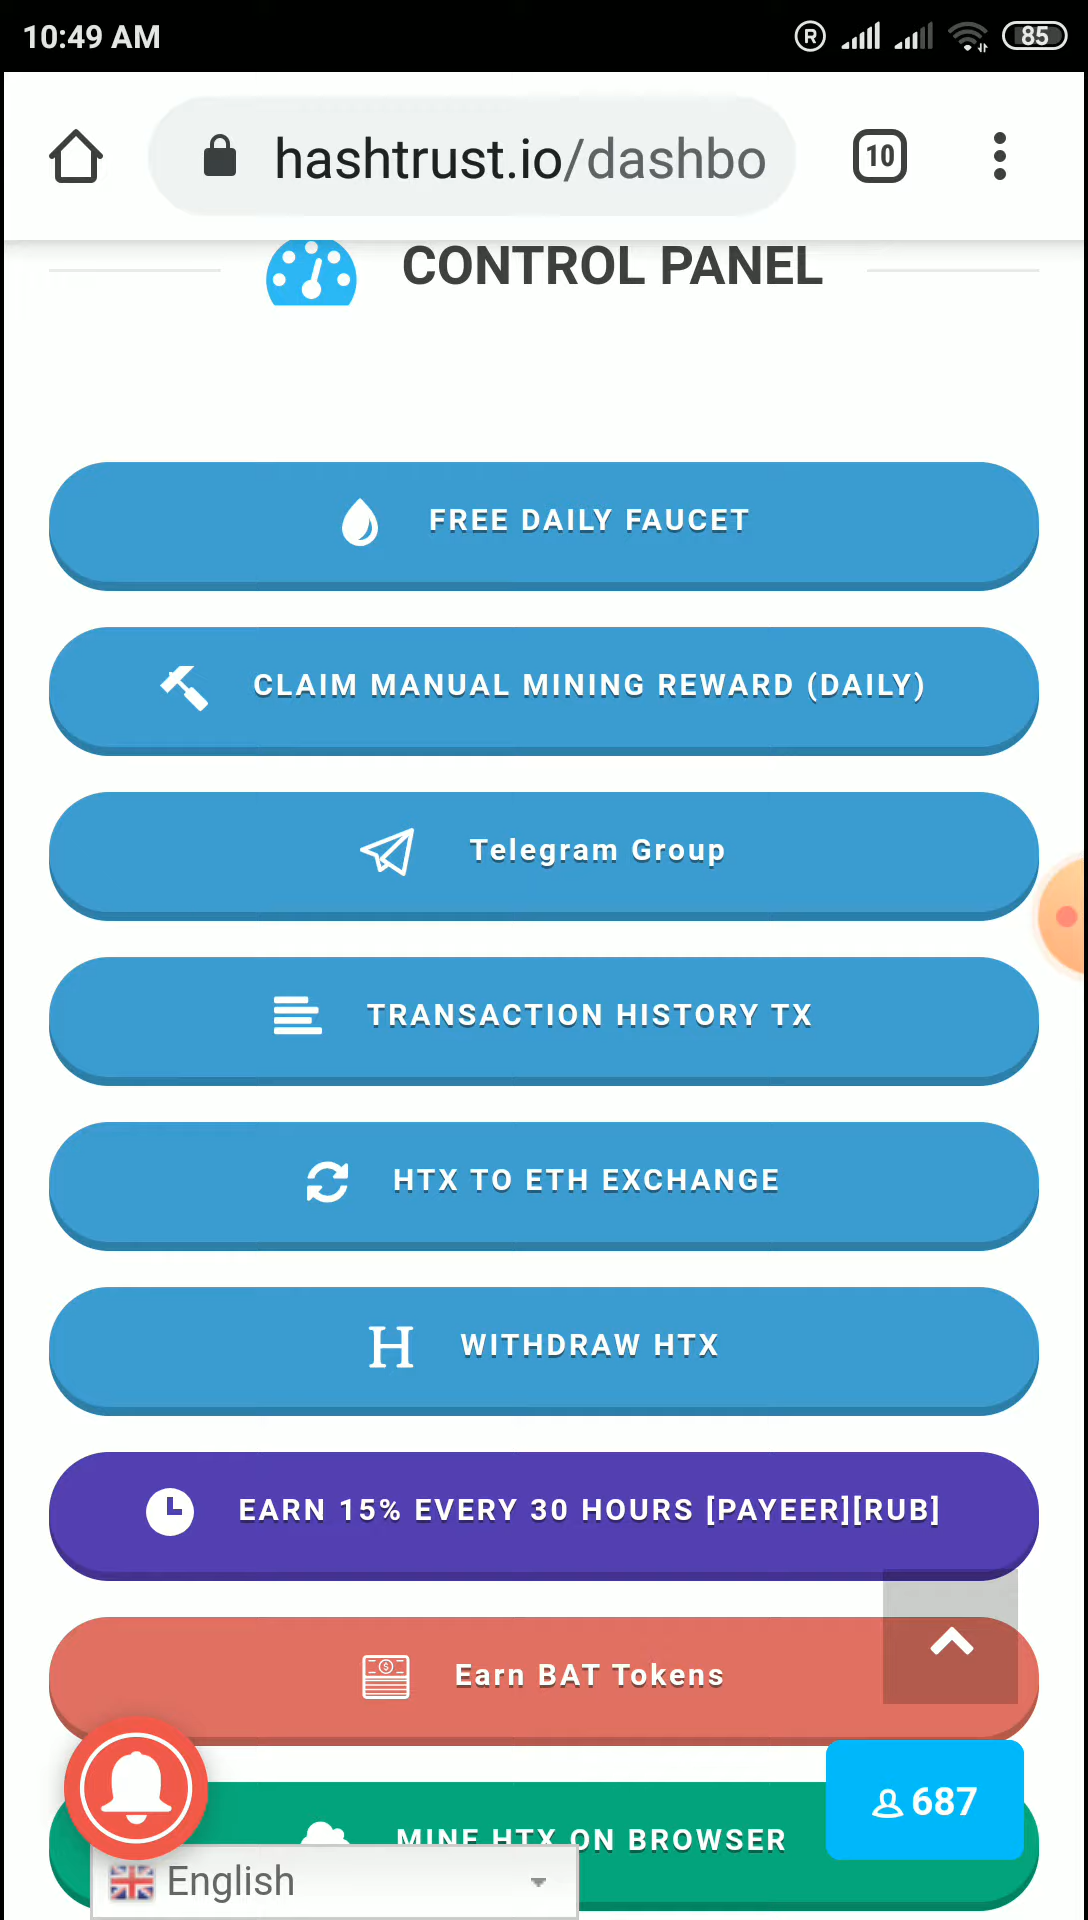 10:49 AM
R
85
hashtrust.io/dashbo
10
CONTROL PANEL
FREE DAILY FAUCET
CLAIM MANUAL MINING REWARD (DAILY)
Telegram Group
TRANSACTION HISTORY TX
HTX TO ETH EXCHANGE
H WITHDRAW HTX
EARN 15% EVERY 30 HOURS [PAYEER][RUB]
Earn BAT Tokens
687
MINE HTX ON BROWSER
English